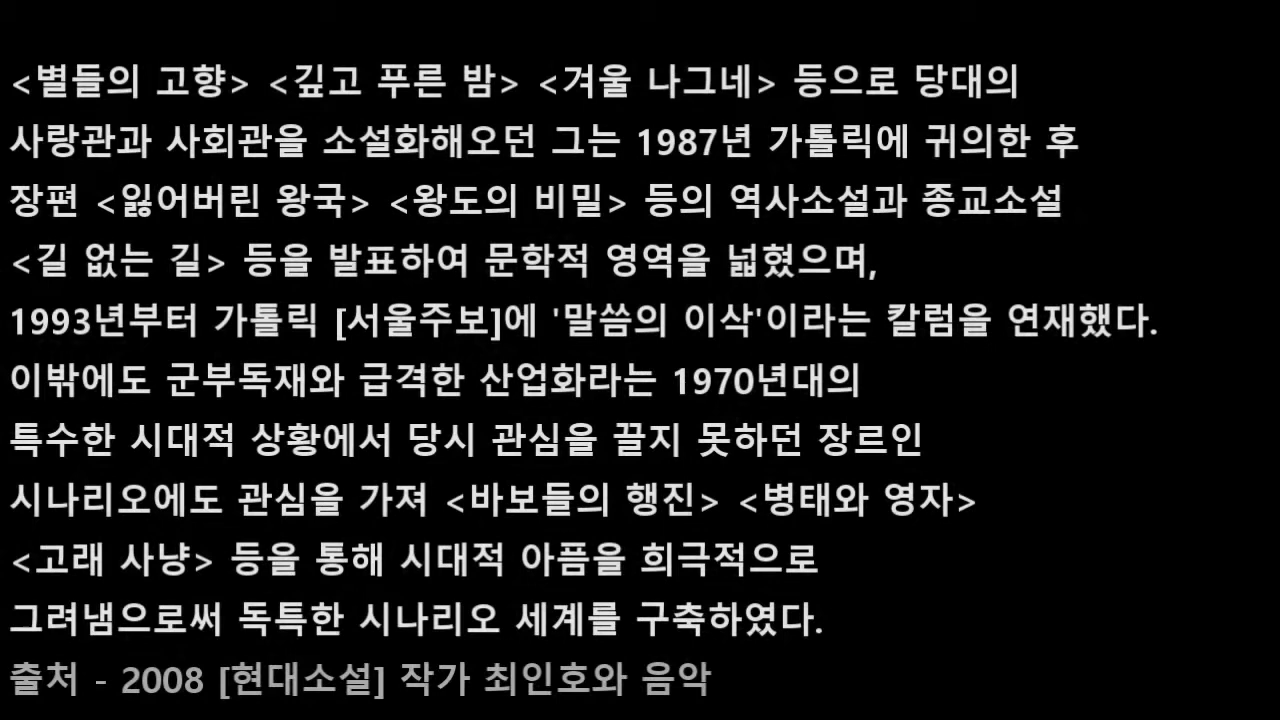 <별들의 고향> <깊고 푸른 밤> <겨울 나그네> 등으로 당대의
사랑관과 사회관을 소설화해오던 그는 1987년 가톨릭에 귀의한 후
장편 <잃어버린 왕국> <왕도의 비밀> 등의 역사소설과 종교소설
<길 없는 길> 등을 발표하여 문학적 영역을 넓혔으며,
1993년부터 가톨릭 [서울주보]에 '말씀의 이삭'이라는 칼럼을 연재했다.
이밖에도 군부독재와 급격한 산업화라는 1970년대의
특수한 시대적 상황에서 당시 관심을 끌지 못하던 장르인
시나리오에도 관심을 가져 <바보들의 행진> <병태와 영자>
<고래 사냥> 등을 통해 시대적 아픔을 희극적으로
그려냄으로써 독특한 시나리오 세계를 구축하였다.
출처 - 2008 [현대소설] 작가 최인호와 음악